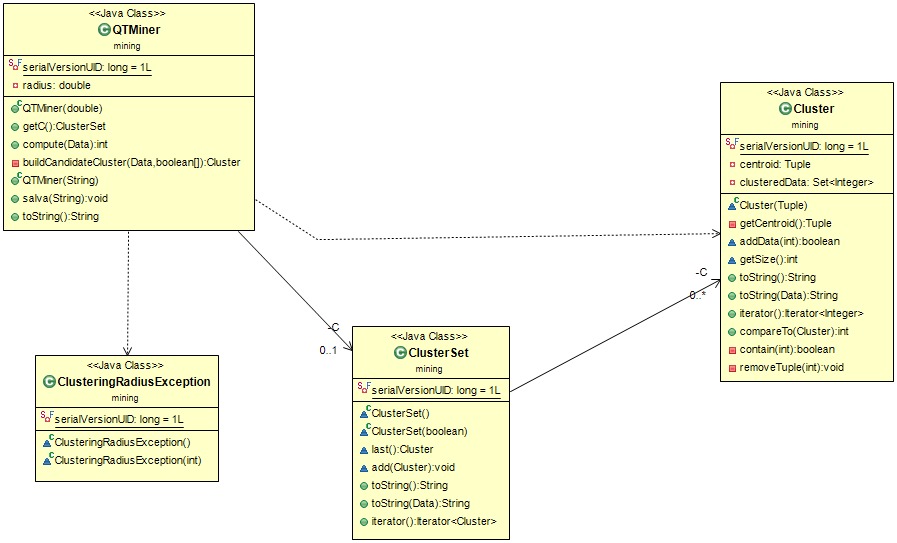 <<Java Class>>
QTMiner
mining
serialVersionUID: long = 1L
radius: double
QTMiner(double)
getC():ClusterSet
compute(Data):int
buildCandidateCluster(Data,boolean[]):Cluster
QTMiner(String)
salva(String):void
toString():String
<<Java Class>>
Cluster
mining
serialVersionUID: long = 1L
centroid: Tuple
clusteredData: Set<Integer>
Cluster(Tuple)
getCentroid():Tuple
addData(int):boolean
getSize():int
toString():String
toString(Data):String
iterator():Iterator<Integer>
compareTo(Cluster):int
contain(int):boolean
removeTuple(int):void
-C
0..*
-C
0..1
<<Java Class>>
ClusteringRadiusException
mining
serialVersionUID: long = 1L
ClusteringRadiusException()
ClusteringRadiusException(int)
<<Java Class>>
ClusterSet
mining
serialVersionUID: long = 1L
ClusterSet()
ClusterSet(boolean)
last():Cluster
add(Cluster):void
toString():String
toString(Data):String
iterator():Iterator<Cluster>